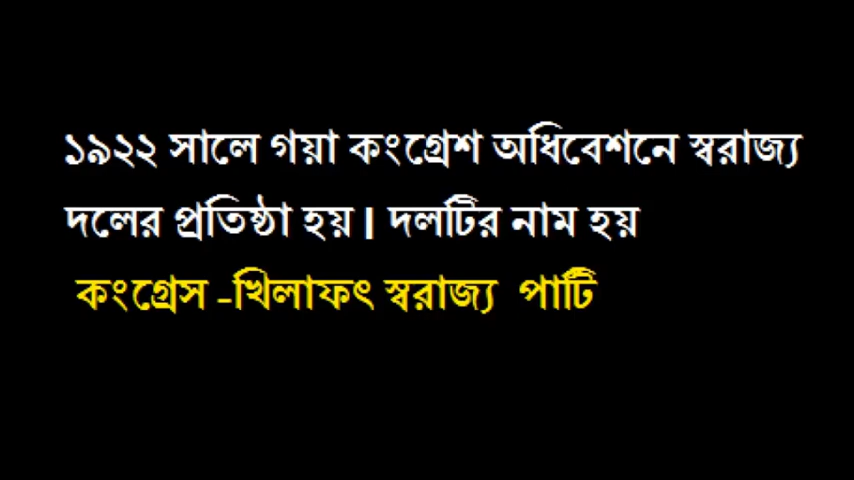 ১৯২২ সালে গয়া কংগ্রেশ অধিবেশনে স্বরাজ্য
দলের প্রতিষ্ঠা হয়। দলটির নাম হয়
কংগ্রেস -খিলাফৎ স্বরাজ্য পার্টি